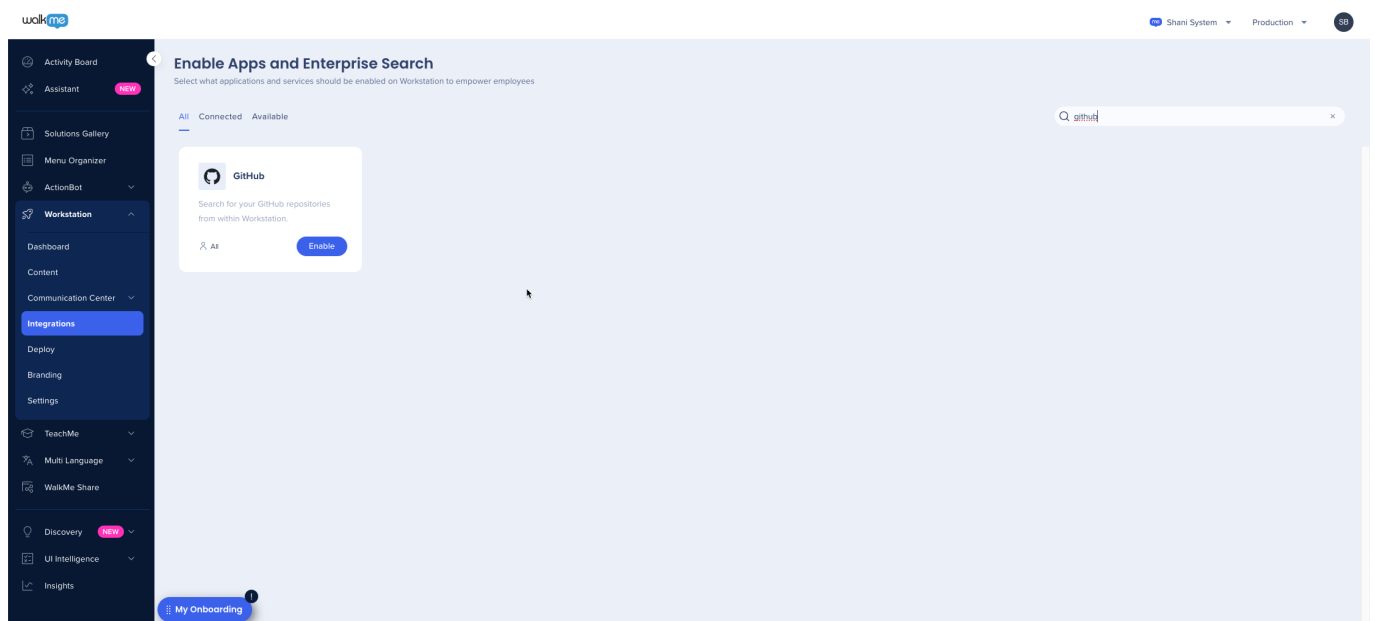 walkme
me Shani System
Production
SB
Activity Board
Assistant NEW
Solutions Gallery
Menu Organizer
ActionBot
Workstation
Dashboard
Content
Communication Center
Integrations
Deploy
Branding
Settings
TeachMe
Multi Language
WalkMe Share
Discovery NEW
UI Intelligence
Insights
Enable Apps and Enterprise Search
Select what applications and services should be enabled on Workstation to empower employees
All Connected Available
github
GitHub
Search for your GitHub repositories
from within Workstation.
All
Enable
!
My Onboarding